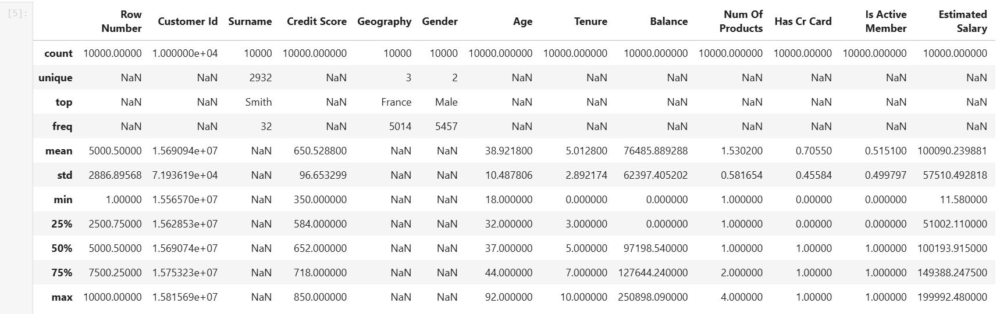 [5]:
Row Number Customer Id Surname Credit Score Geography Gender Age Tenure Balance Num Of Products Has Cr Card Is Active Member Estimated Salary
count 10000.00000 1.000000e+04 10000 10000.000000 10000 10000 10000.000000 10000.000000 10000.000000 10000.000000 10000.00000 10000.000000 10000.000000
unique NaN NaN 2932 NaN 3 2 NaN NaN NaN NaN NaN NaN NaN
top NaN NaN Smith NaN France Male NaN NaN NaN NaN NaN NaN NaN
freq NaN NaN 32 NaN 5014 5457 NaN NaN NaN NaN NaN NaN NaN
mean 5000.50000 1.569094e+07 NaN 650.528800 NaN NaN 38.921800 5.012800 76485.889288 1.530200 0.70550 0.515100 100090.239881
std 2886.89568 7.193619e+04 NaN 96.653299 NaN NaN 10.487806 2.892174 62397.405202 0.581654 0.45584 0.499797 57510.492818
min 1.00000 1.556570e+07 NaN 350.000000 NaN NaN 18.000000 0.000000 0.000000 1.000000 0.00000 0.000000 11.580000
25% 2500.75000 1.562853e+07 NaN 584.000000 NaN NaN 32.000000 3.000000 0.000000 1.000000 0.00000 0.000000 51002.110000
50% 5000.50000 1.569074e+07 NaN 652.000000 NaN NaN 37.000000 5.000000 97198.540000 1.000000 1.00000 1.000000 100193.915000
75% 7500.25000 1.575323e+07 NaN 718.000000 NaN NaN 44.000000 7.000000 127644.240000 2.000000 1.00000 1.000000 149388.247500
max 10000.00000 1.581569e+07 NaN 850.000000 NaN NaN 92.000000 10.000000 250898.090000 4.000000 1.00000 1.000000 199992.480000